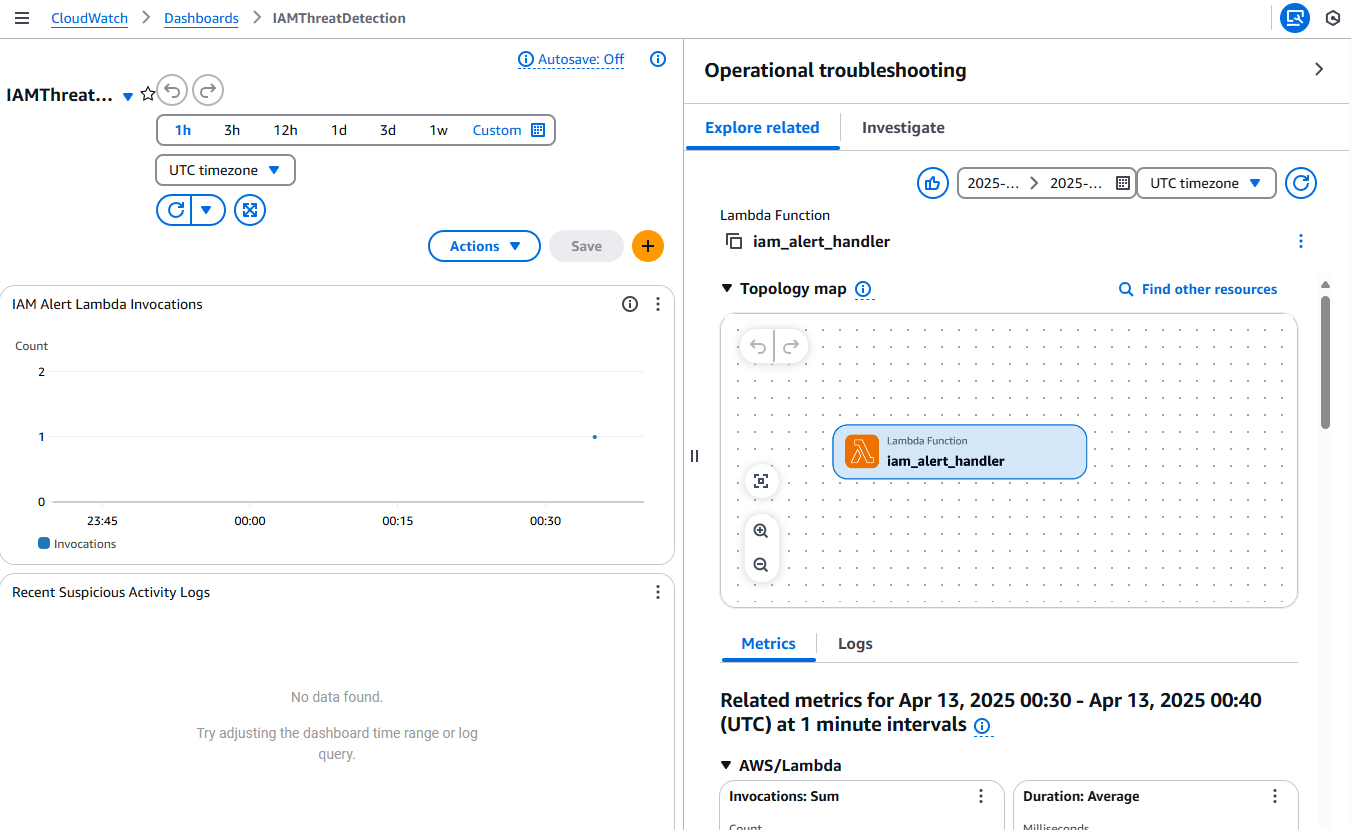 CloudWatch > Dashboards > IAMThreatDetection
Autosave: Off
IAMThreat...
1h 3h 12h 1d 3d 1w Custom
UTC timezone
Actions Save +
IAM Alert Lambda Invocations
Count
2
1
0
23:45 00:00 00:15 00:30
Invocations
Recent Suspicious Activity Logs
No data found.
Try adjusting the dashboard time range or log
query.
Operational troubleshooting
Explore related Investigate
2025-... > 2025-... UTC timezone
Lambda Function
iam_alert_handler
Topology map Find other resources
Lambda Function
iam_alert_handler
Metrics Logs
Related metrics for Apr 13, 2025 00:30 - Apr 13, 2025 00:40
(UTC) at 1 minute intervals
AWS/Lambda
Invocations: Sum Duration: Average
Count Milliseconds